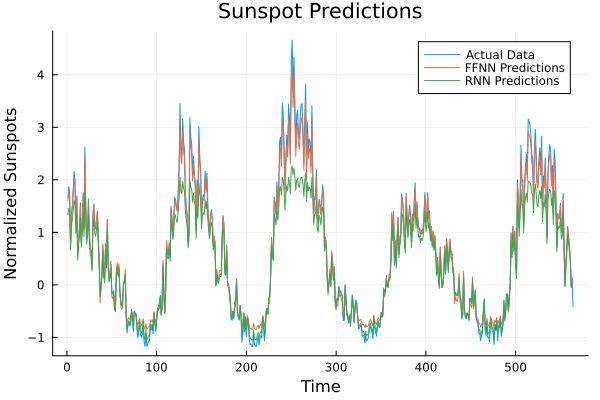 Sunspot Predictions
Normalized Sunspots
4
3
2
1
0
−1
Actual Data
FFNN Predictions
RNN Predictions
0
100
200
300
400
500
Time